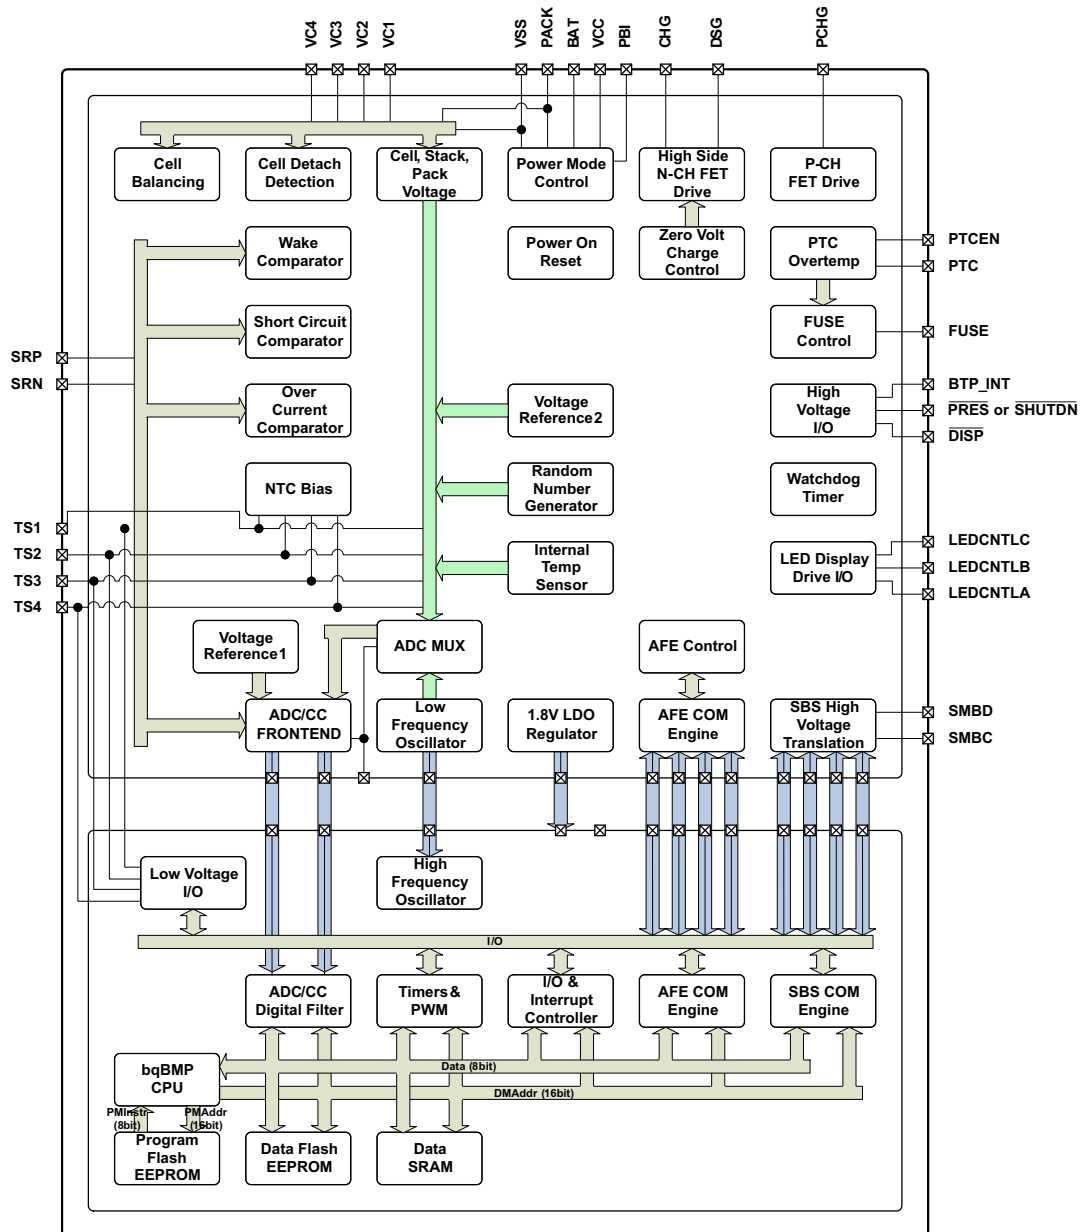 VC4
VC3
VC2
VC1
VSS
PACK
BAT
VCC
PBI
CHG
DSG
PCHG
Cell
Balancing
Cell Detach
Detection
Cell, Stack,
Pack
Voltage
Power Mode
Control
High Side
N-CH FET
Drive
P-CH
FET Drive
Wake
Comparator
Power On
Reset
Zero Volt
Charge
Control
PTC
Overtemp
PTCEN
PTC
Short Circuit
Comparator
FUSE
Control
FUSE
SRP
SRN
Over
Current
Comparator
Voltage
Reference2
High
Voltage
I/O
BTP_INT
PRES or SHUTDN
DISP
NTC Bias
Random
Number
Generator
Watchdog
Timer
TS1
TS2
TS3
TS4
Internal
Temp
Sensor
LED Display
Drive I/O
LEDCNTLC
LEDCNTLB
LEDCNTLA
Voltage
Reference1
ADC MUX
AFE Control
ADC/CC
FRONTEND
Low
Frequency
Oscillator
1.8V LDO
Regulator
AFE COM
Engine
SBS High
Voltage
Translation
SMBD
SMBC
Low Voltage
I/O
High
Frequency
Oscillator
I/O
ADC/CC
Digital Filter
Timers &
PWM
I/O &
Interrupt
Controller
AFE COM
Engine
SBS COM
Engine
bqBMP
CPU
Data (8bit)
DMAddr (16bit)
PMInstr
(8bit)
PMAddr
(16bit)
Program
Flash
EEPROM
Data Flash
EEPROM
Data
SRAM